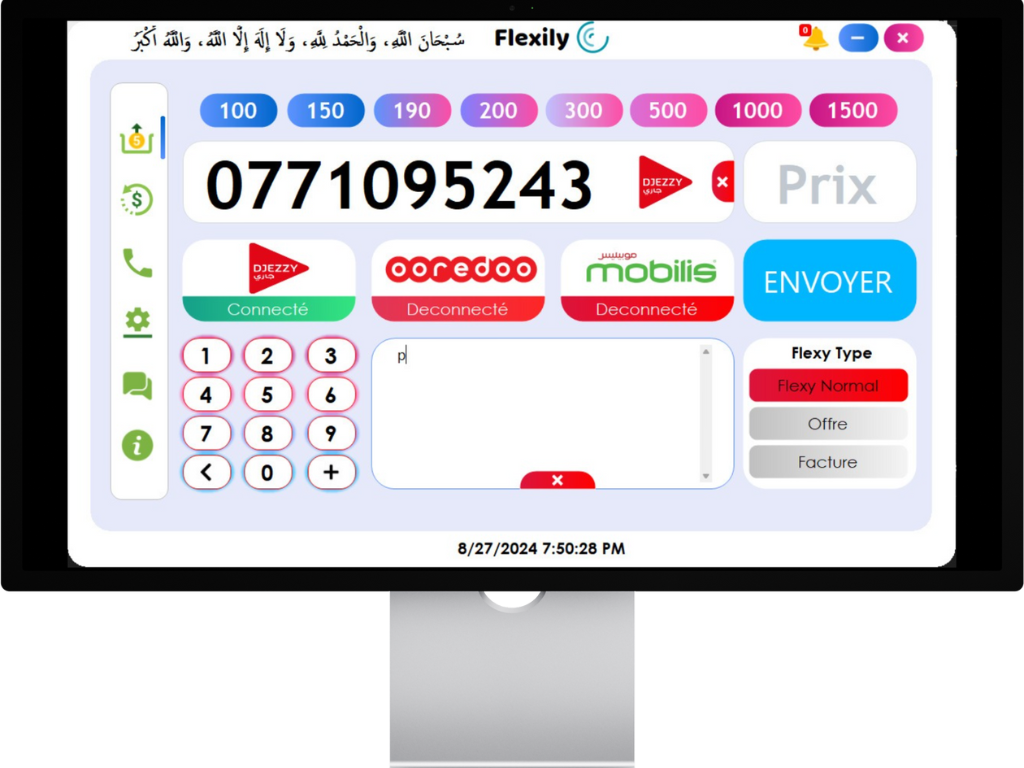 سُبْحَانَ اللَّهِ، وَالْحَمْدُ لِلَّهِ، وَلَا إِلَهَ إِلَّا اللَّهُ، وَاللَّهُ أَكْبَرُ
Flexily
0
100 150 190 200 300 500 1000 1500
0771095243
DJEZZY
جازي
Prix
DJEZZY
جازي
Connecté
ooredoo
Deconnecté
موبيليس
mobilis
Deconnecté
ENVOYER
1 2 3
4 5 6
7 8 9
< 0 +
p
Flexy Type
Flexy Normal
Offre
Facture
8/27/2024 7:50:28 PM